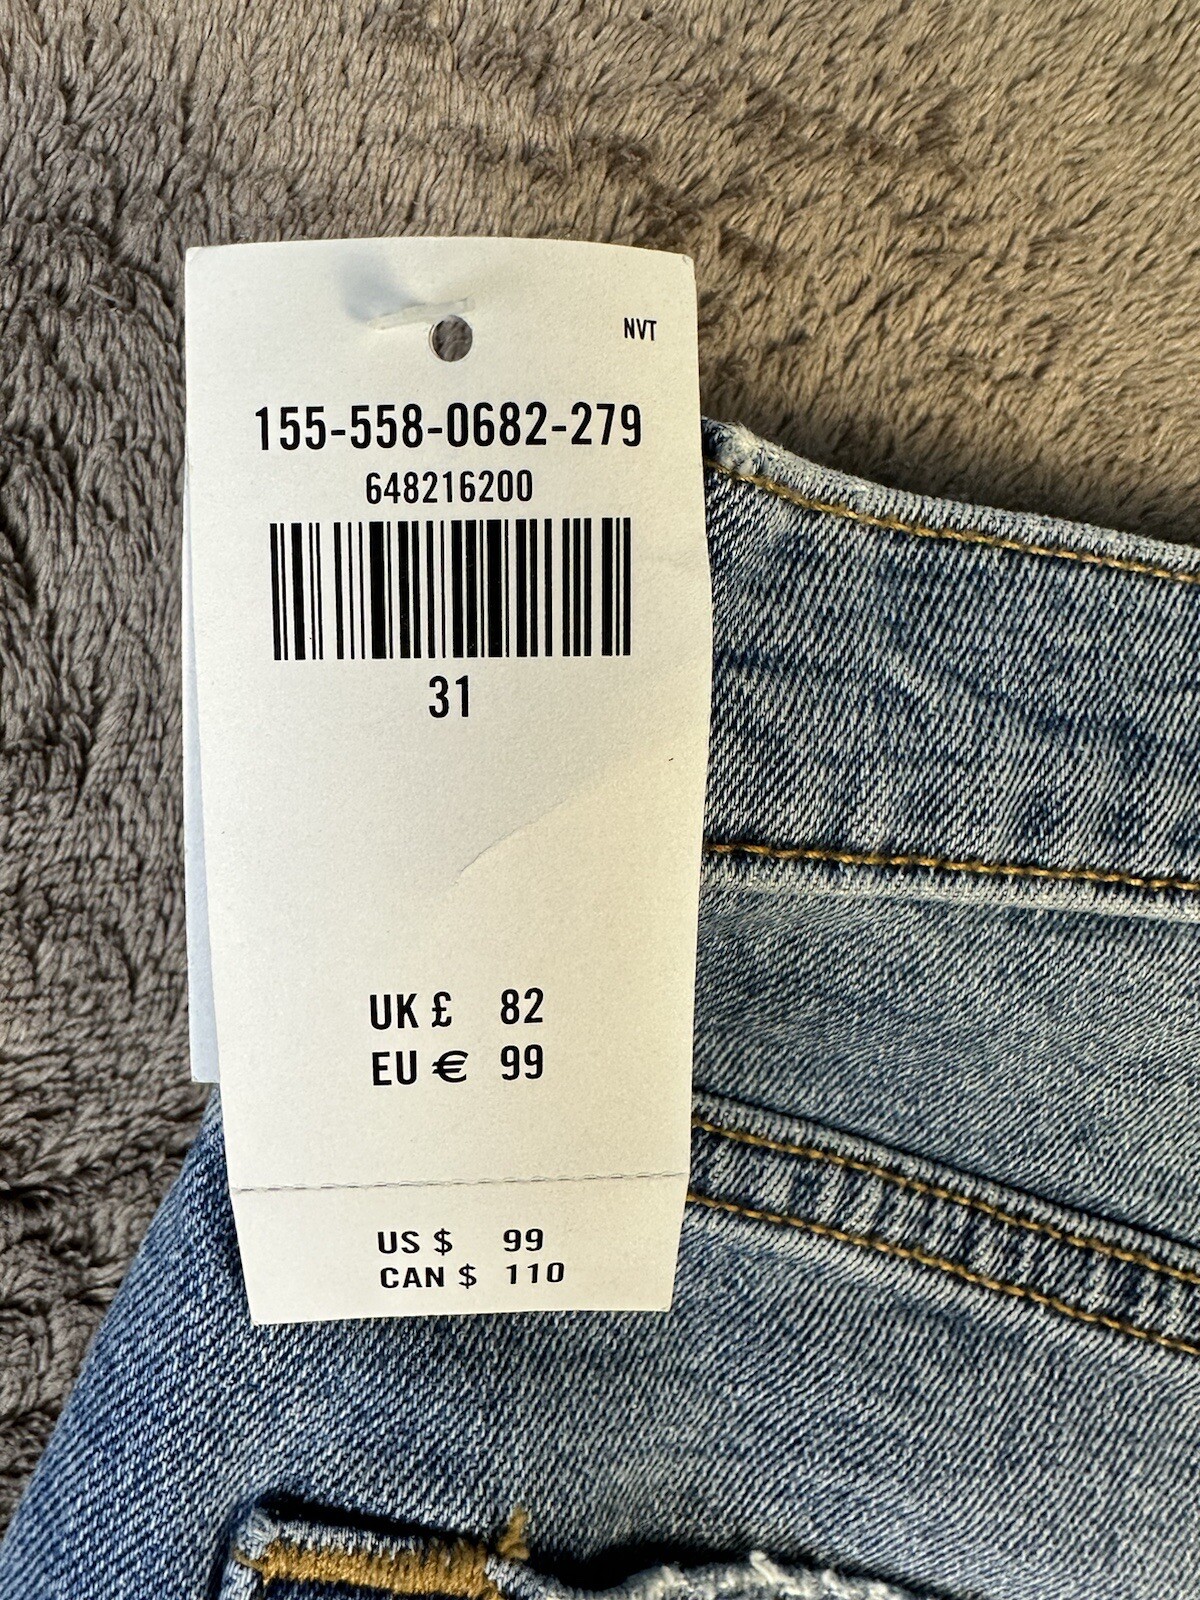 NVT
155-558-0682-279
648216200
31
UK £ 82
EU € 99
US $ 99
CAN $ 110